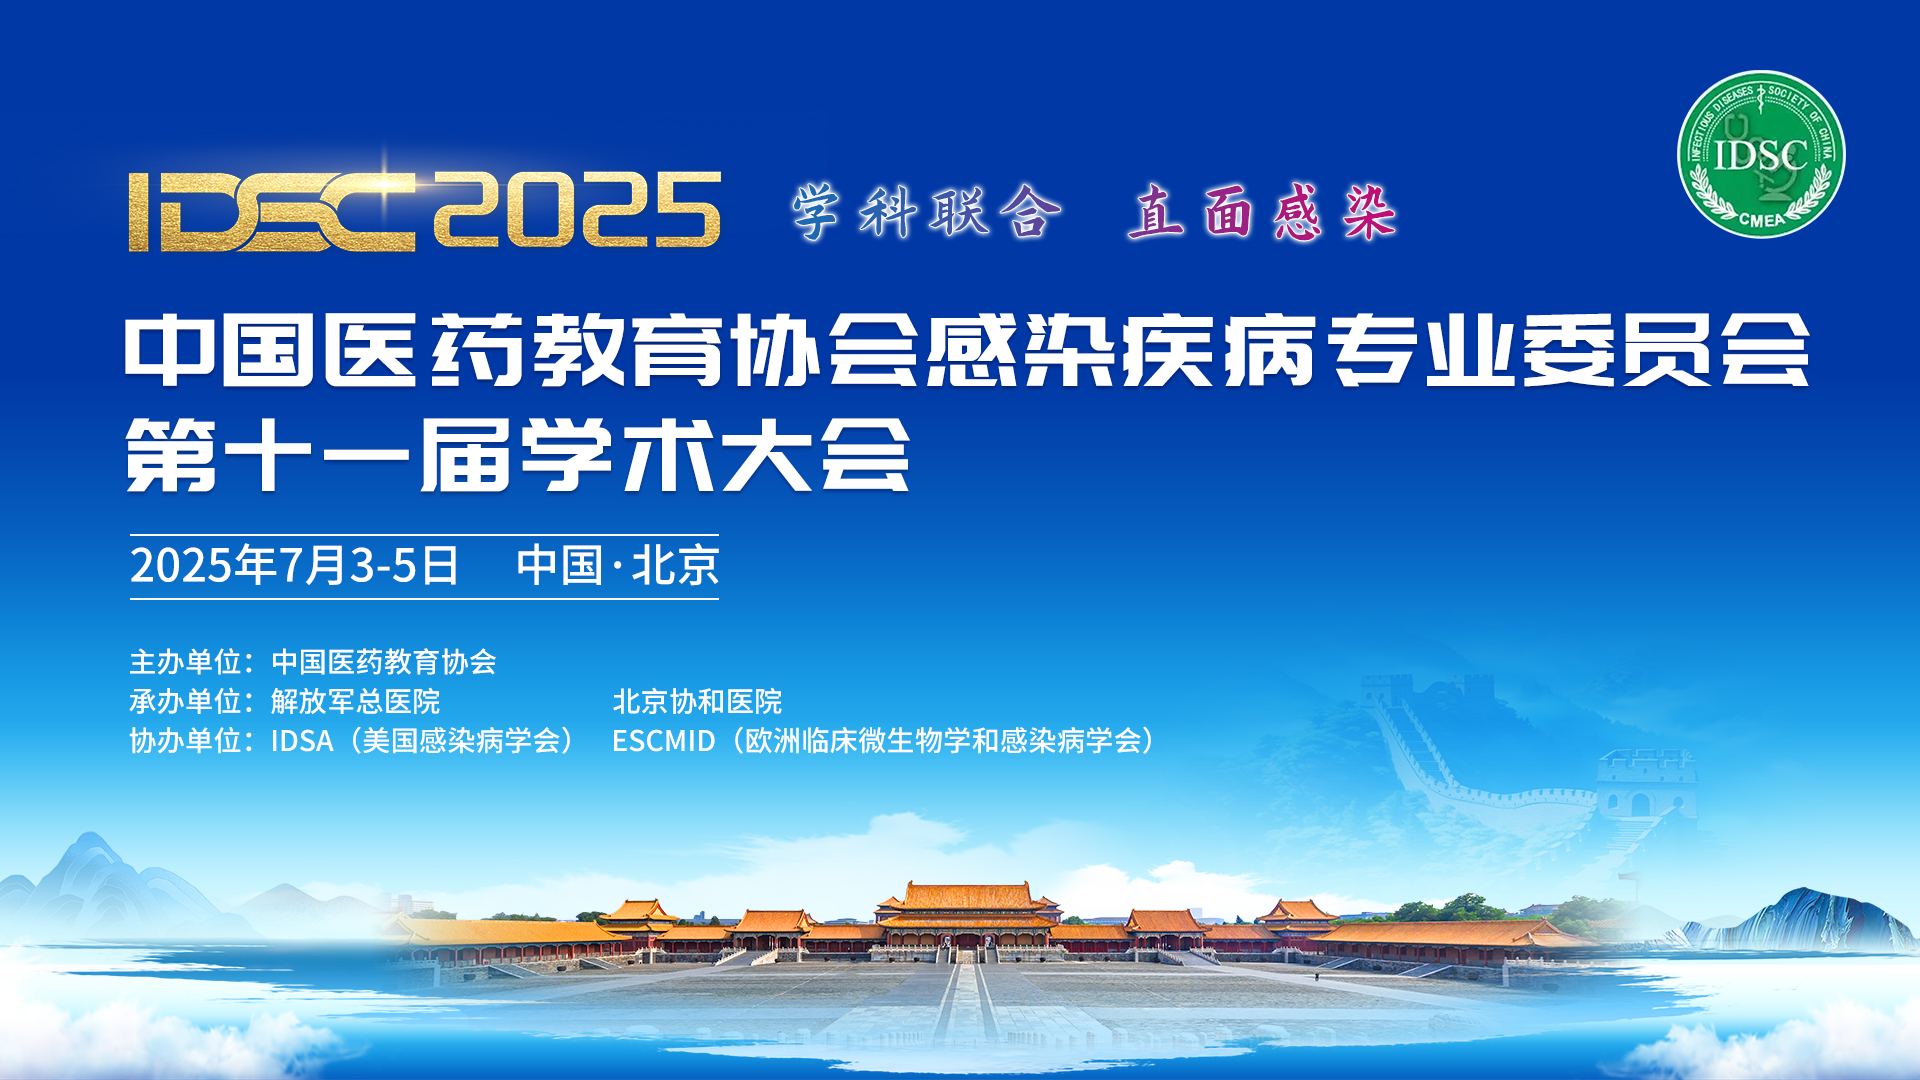 IDSC2025 学科联合 直面感染
INFECTIOUS DISEASES SOCIETY OF CHINA
IDSC
CMEA
中国医药教育协会感染疾病专业委员会
第十一届学术大会
2025年7月3-5日 中国·北京
主办单位：中国医药教育协会
承办单位：解放军总医院 北京协和医院
协办单位：IDSA（美国感染病学会） ESCMID（欧洲临床微生物学和感染病学会）